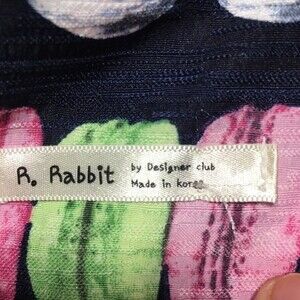 R. Rabbit
by Designer club
Made in korea